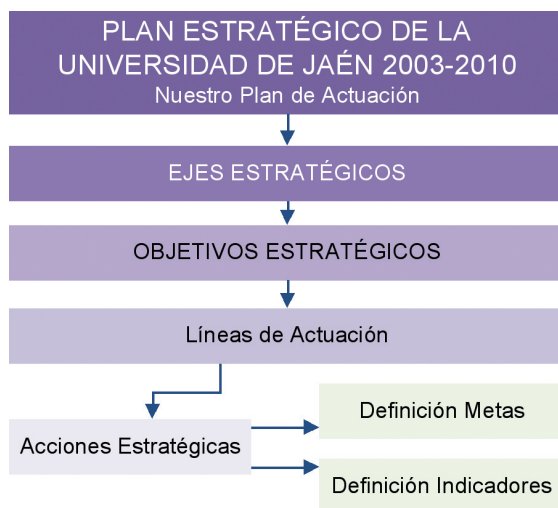 PLAN ESTRATÉGICO DE LA
UNIVERSIDAD DE JAÉN 2003-2010
Nuestro Plan de Actuación
EJES ESTRATÉGICOS
OBJETIVOS ESTRATÉGICOS
Líneas de Actuación
Acciones Estratégicas
Definición Metas
Definición Indicadores